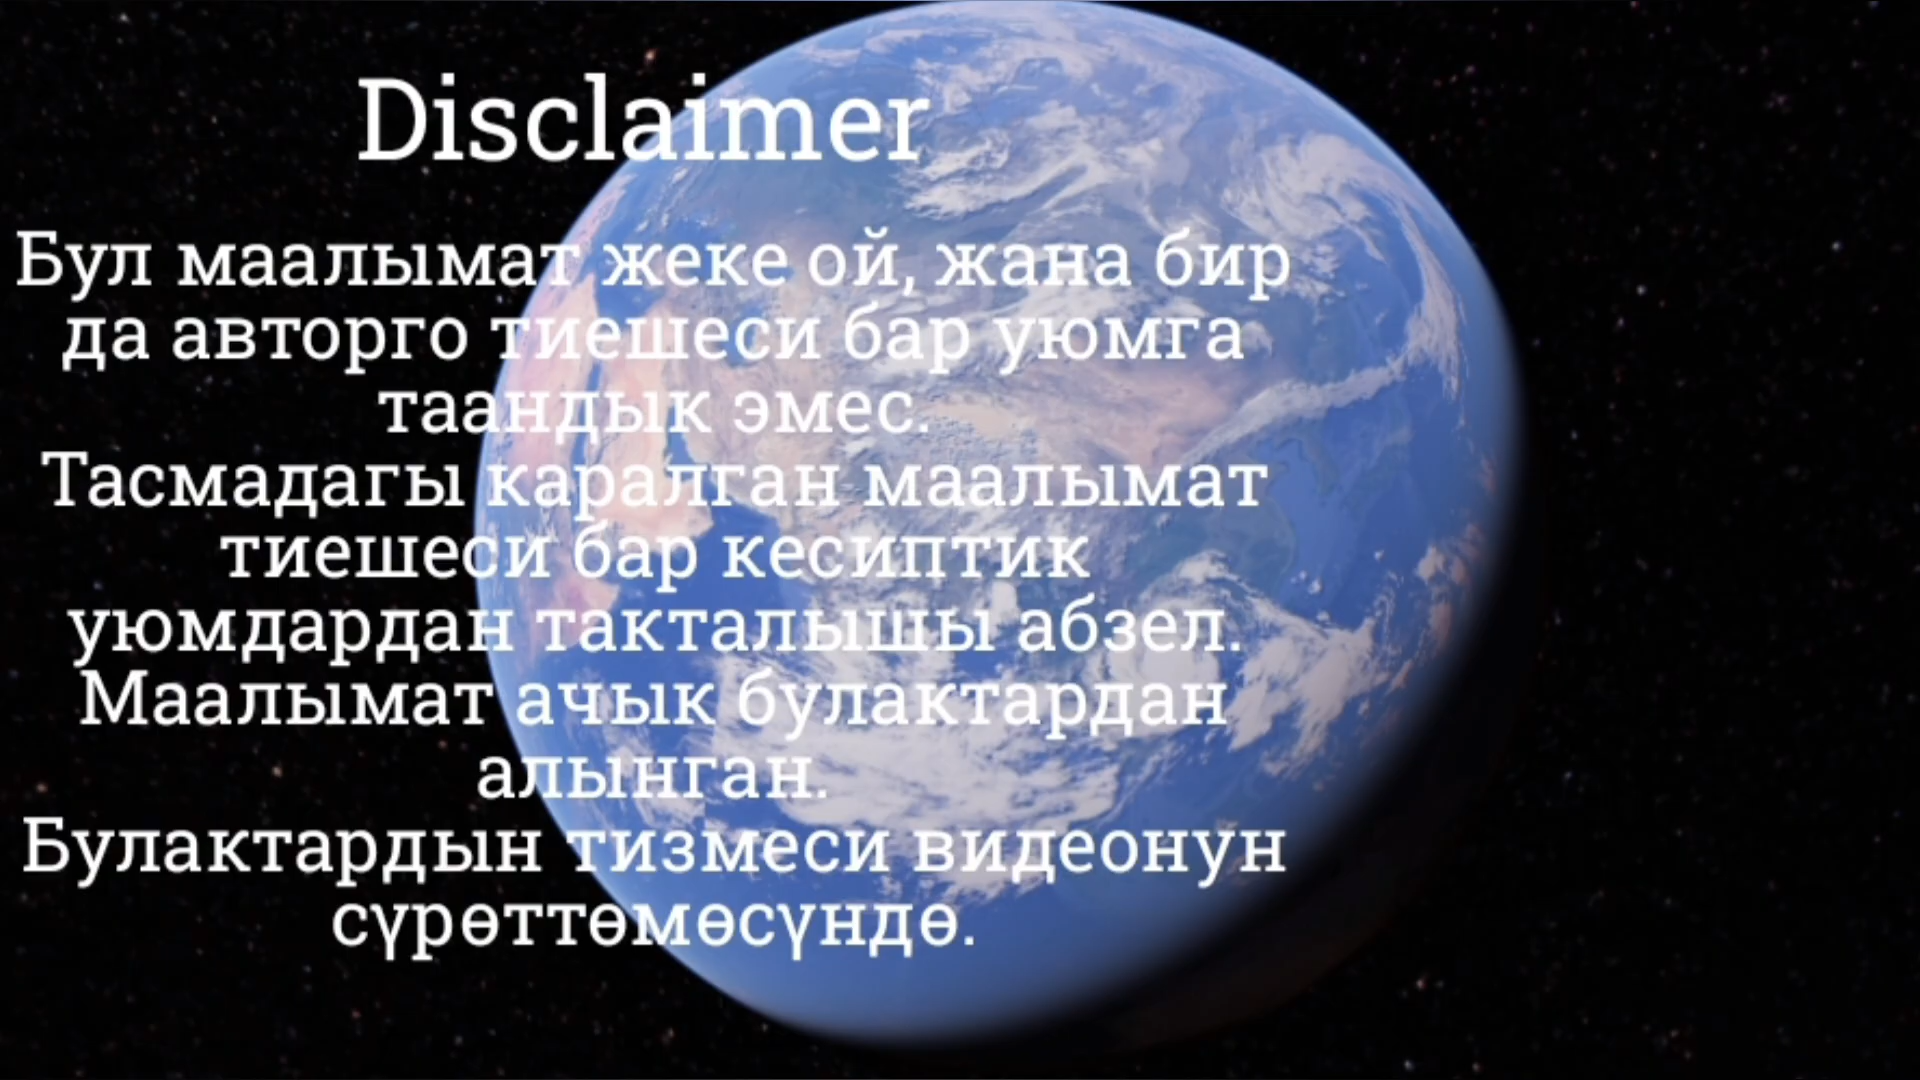 Disclaimer
Бул маалымат жеке ой, жана бир
да авторго тиешеси бар уюмга
таандык эмес.
Тасмадагы каралган маалымат
тиешеси бар кесиптик
уюмдардан такталышы абзел.
Маалымат ачык булактардан
алынган.
Булактардын тизмеси видеонун
сүрөттөмөсүндө.